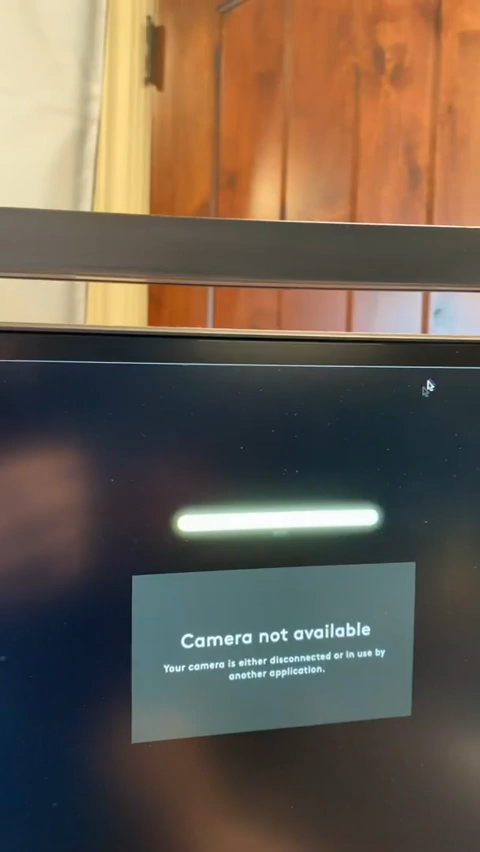 Camera not available
Your camera is either disconnected or in use by
another application.